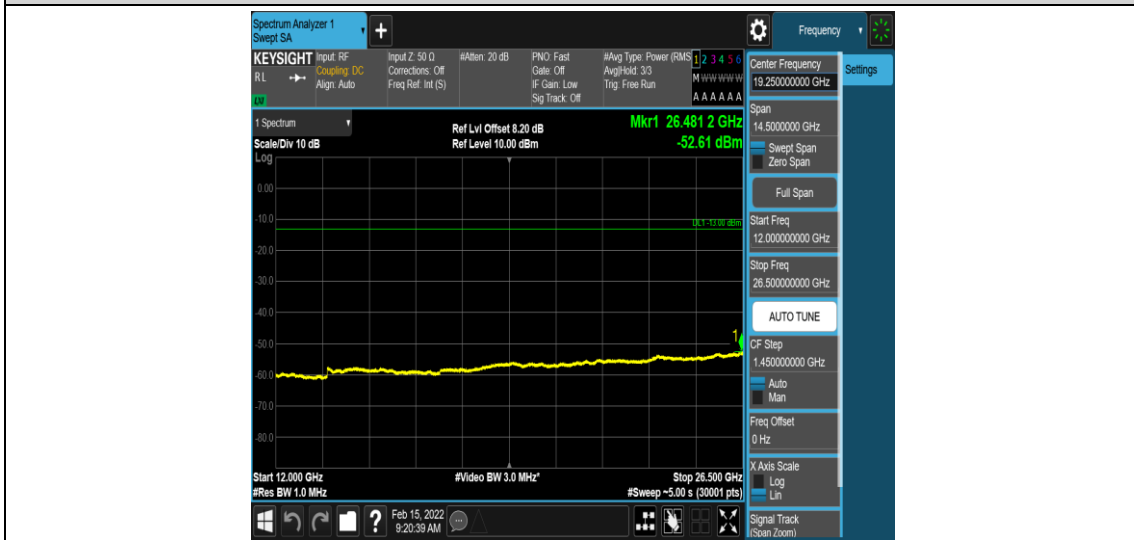 Spectrum Analyzer 1
Swept SA
+
Frequency
KEYSIGHT
RL
Input: RF
Coupling: DC
Align: Auto
Input Z: 50 Ω
Corrections: Off
Freq Ref: Int (S)
#Atten: 20 dB
PNO: Fast
Gate: Off
IF Gain: Low
Sig Track: Off
#Avg Type: Power (RMS
Avg|Hold: 3/3
Trig: Free Run
1 2 3 4 5 6
M W W W W W
A A A A A A
1 Spectrum
Scale/Div 10 dB
Log
Ref Lvl Offset 8.20 dB
Ref Level 10.00 dBm
Mkr1 26.481 2 GHz
-52.61 dBm
0.00
-10.0
DL1 -13.00 dBm
-20.0
-30.0
-40.0
1
-50.0
-60.0
-70.0
-80.0
Start 12.000 GHz
#Res BW 1.0 MHz
#Video BW 3.0 MHz*
Stop 26.500 GHz
#Sweep ~5.00 s (30001 pts)
Feb 15, 2022
9:20:39 AM
Center Frequency
19.250000000 GHz
Settings
Span
14.5000000 GHz
Swept Span
Zero Span
Full Span
Start Freq
12.000000000 GHz
Stop Freq
26.500000000 GHz
AUTO TUNE
CF Step
1.450000000 GHz
Auto
Man
Freq Offset
0 Hz
X Axis Scale
Log
Lin
Signal Track
(Span Zoom)